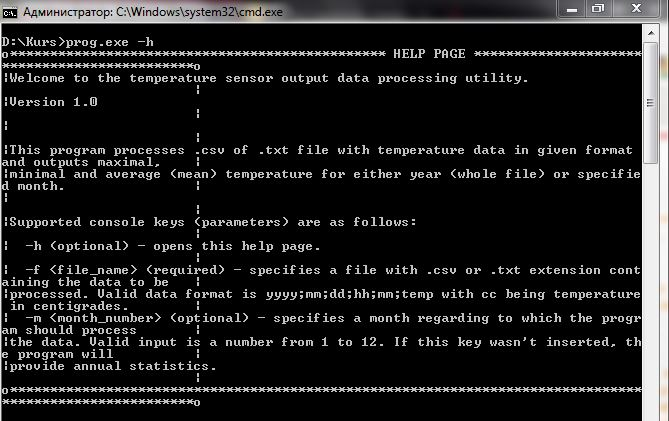 Администратор: C:\Windows\system32\cmd.exe
D:\Kurs>prog.exe -h
o************************************************** HELP PAGE **********************
*************************o
¦Welcome to the temperature sensor output data processing utility.
¦
¦Version 1.0
¦
¦
¦
¦This program processes .csv of .txt file with temperature data in given format
and outputs maximal, ¦
¦minimal and average (mean) temperature for either year (whole file) or specifie
d month. ¦
¦
¦
¦Supported console keys (parameters) are as follows:
¦
¦ -h (optional) - opens this help page.
¦
¦ -f <file_name> (required) - specifies a file with .csv or .txt extension cont
aining the data to be ¦
¦processed. Valid data format is yyyy;mm;dd;hh;mm;temp with cc being temperature
in centigrades. ¦
¦ -m <month_number> (optional) - specifies a month regarding to which the progr
am should process ¦
¦the data. Valid input is a number from 1 to 12. If this key wasn't inserted, th
e program will ¦
¦provide annual statistics.
¦
o*******************************************************************************
*************************o